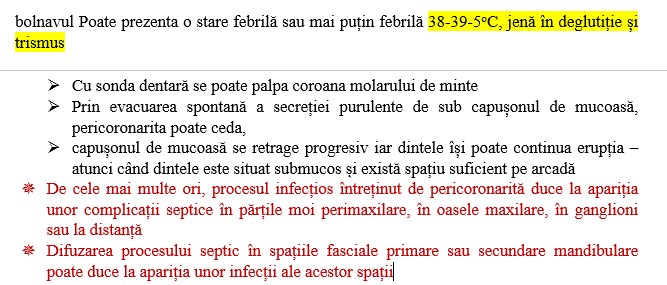 bolnavul Poate prezenta o stare febrilă sau mai puțin febrilă 38-39-5°C, jenă în deglutiție și
trismus
➢ Cu sonda dentară se poate palpa coroana molarului de minte
➢ Prin evacuarea spontană a secreției purulente de sub capușonul de mucoasă,
pericoronarita poate ceda,
➢ capușonul de mucoasă se retrage progresiv iar dintele își poate continua erupția –
atunci când dintele este situat submucos și există spațiu suficient pe arcadă
✵ De cele mai multe ori, procesul infecțios întreținut de pericoronarită duce la apariția
unor complicații septice în părțile moi perimaxilare, în oasele maxilare, în ganglioni
sau la distanță
✵ Difuzarea procesului septic în spațiile fasciale primare sau secundare mandibulare
poate duce la apariția unor infecții ale acestor spații